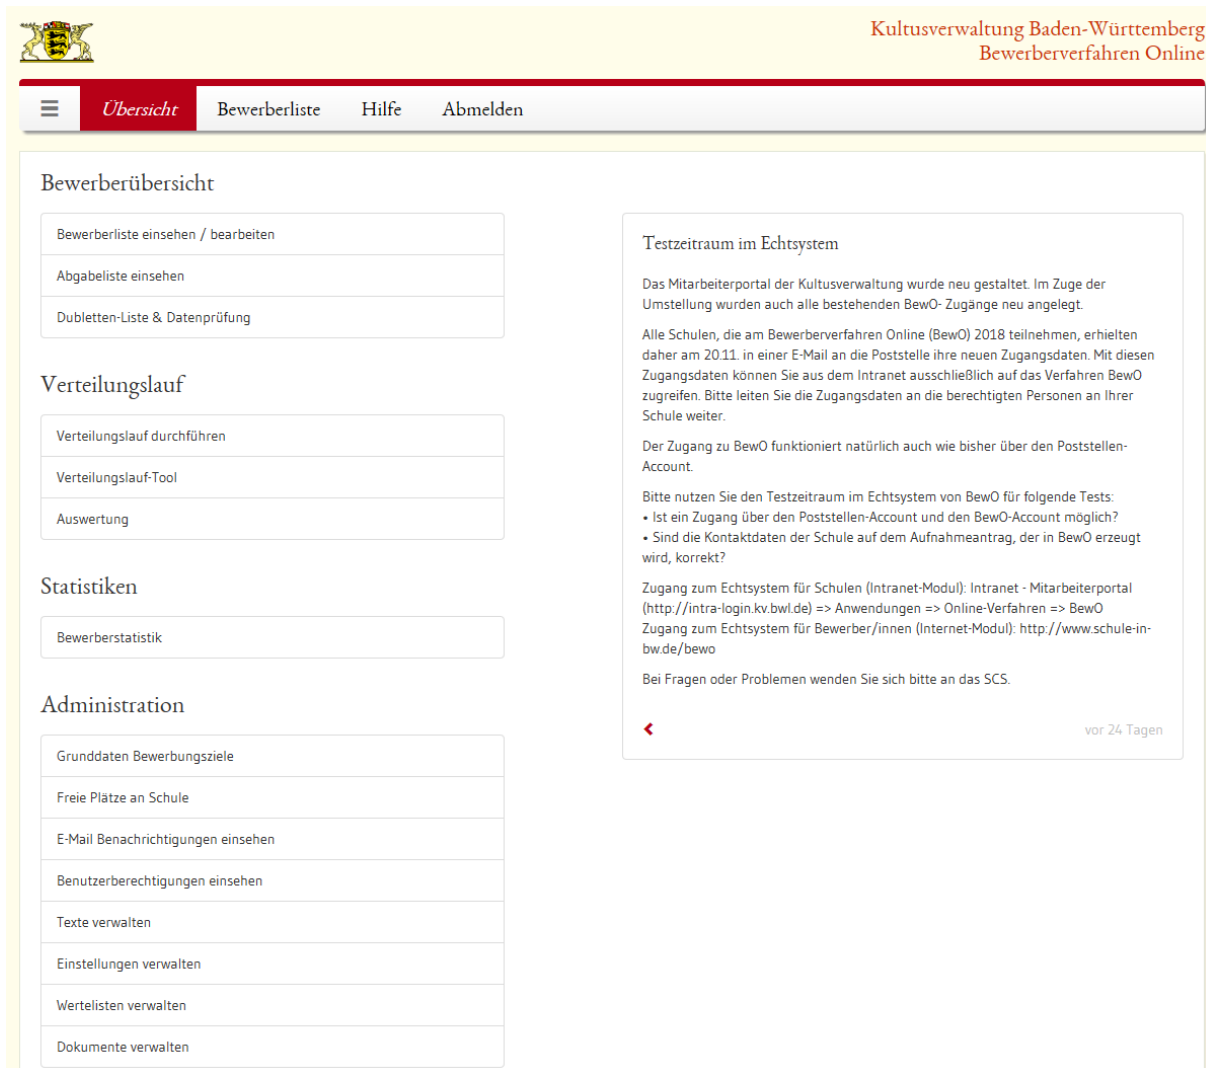 Kultusverwaltung Baden-Württemberg
Bewerberverfahren Online
Übersicht Bewerberliste Hilfe Abmelden
Bewerberübersicht
Bewerberliste einsehen / bearbeiten
Abgabeliste einsehen
Dubletten-Liste & Datenprüfung
Verteilungslauf
Verteilungslauf durchführen
Verteilungslauf-Tool
Auswertung
Statistiken
Bewerberstatistik
Administration
Grunddaten Bewerbungsziele
Freie Plätze an Schule
E-Mail Benachrichtigungen einsehen
Benutzerberechtigungen einsehen
Texte verwalten
Einstellungen verwalten
Wertelisten verwalten
Dokumente verwalten
Testzeitraum im Echtsystem
Das Mitarbeiterportal der Kultusverwaltung wurde neu gestaltet. Im Zuge der
Umstellung wurden auch alle bestehenden BewO- Zugänge neu angelegt.
Alle Schulen, die am Bewerberverfahren Online (BewO) 2018 teilnehmen, erhielten
daher am 20.11. in einer E-Mail an die Poststelle ihre neuen Zugangsdaten. Mit diesen
Zugangsdaten können Sie aus dem Intranet ausschließlich auf das Verfahren BewO
zugreifen. Bitte leiten Sie die Zugangsdaten an die berechtigten Personen an Ihrer
Schule weiter.
Der Zugang zu BewO funktioniert natürlich auch wie bisher über den Poststellen-
Account.
Bitte nutzen Sie den Testzeitraum im Echtsystem von BewO für folgende Tests:
• Ist ein Zugang über den Poststellen-Account und den BewO-Account möglich?
• Sind die Kontaktdaten der Schule auf dem Aufnahmeantrag, der in BewO erzeugt
wird, korrekt?
Zugang zum Echtsystem für Schulen (Intranet-Modul): Intranet - Mitarbeiterportal
(http://intra-login.kv.bwl.de) => Anwendungen => Online-Verfahren => BewO
Zugang zum Echtsystem für Bewerber/innen (Internet-Modul): http://www.schule-in-
bw.de/bewo
Bei Fragen oder Problemen wenden Sie sich bitte an das SCS.
vor 24 Tagen